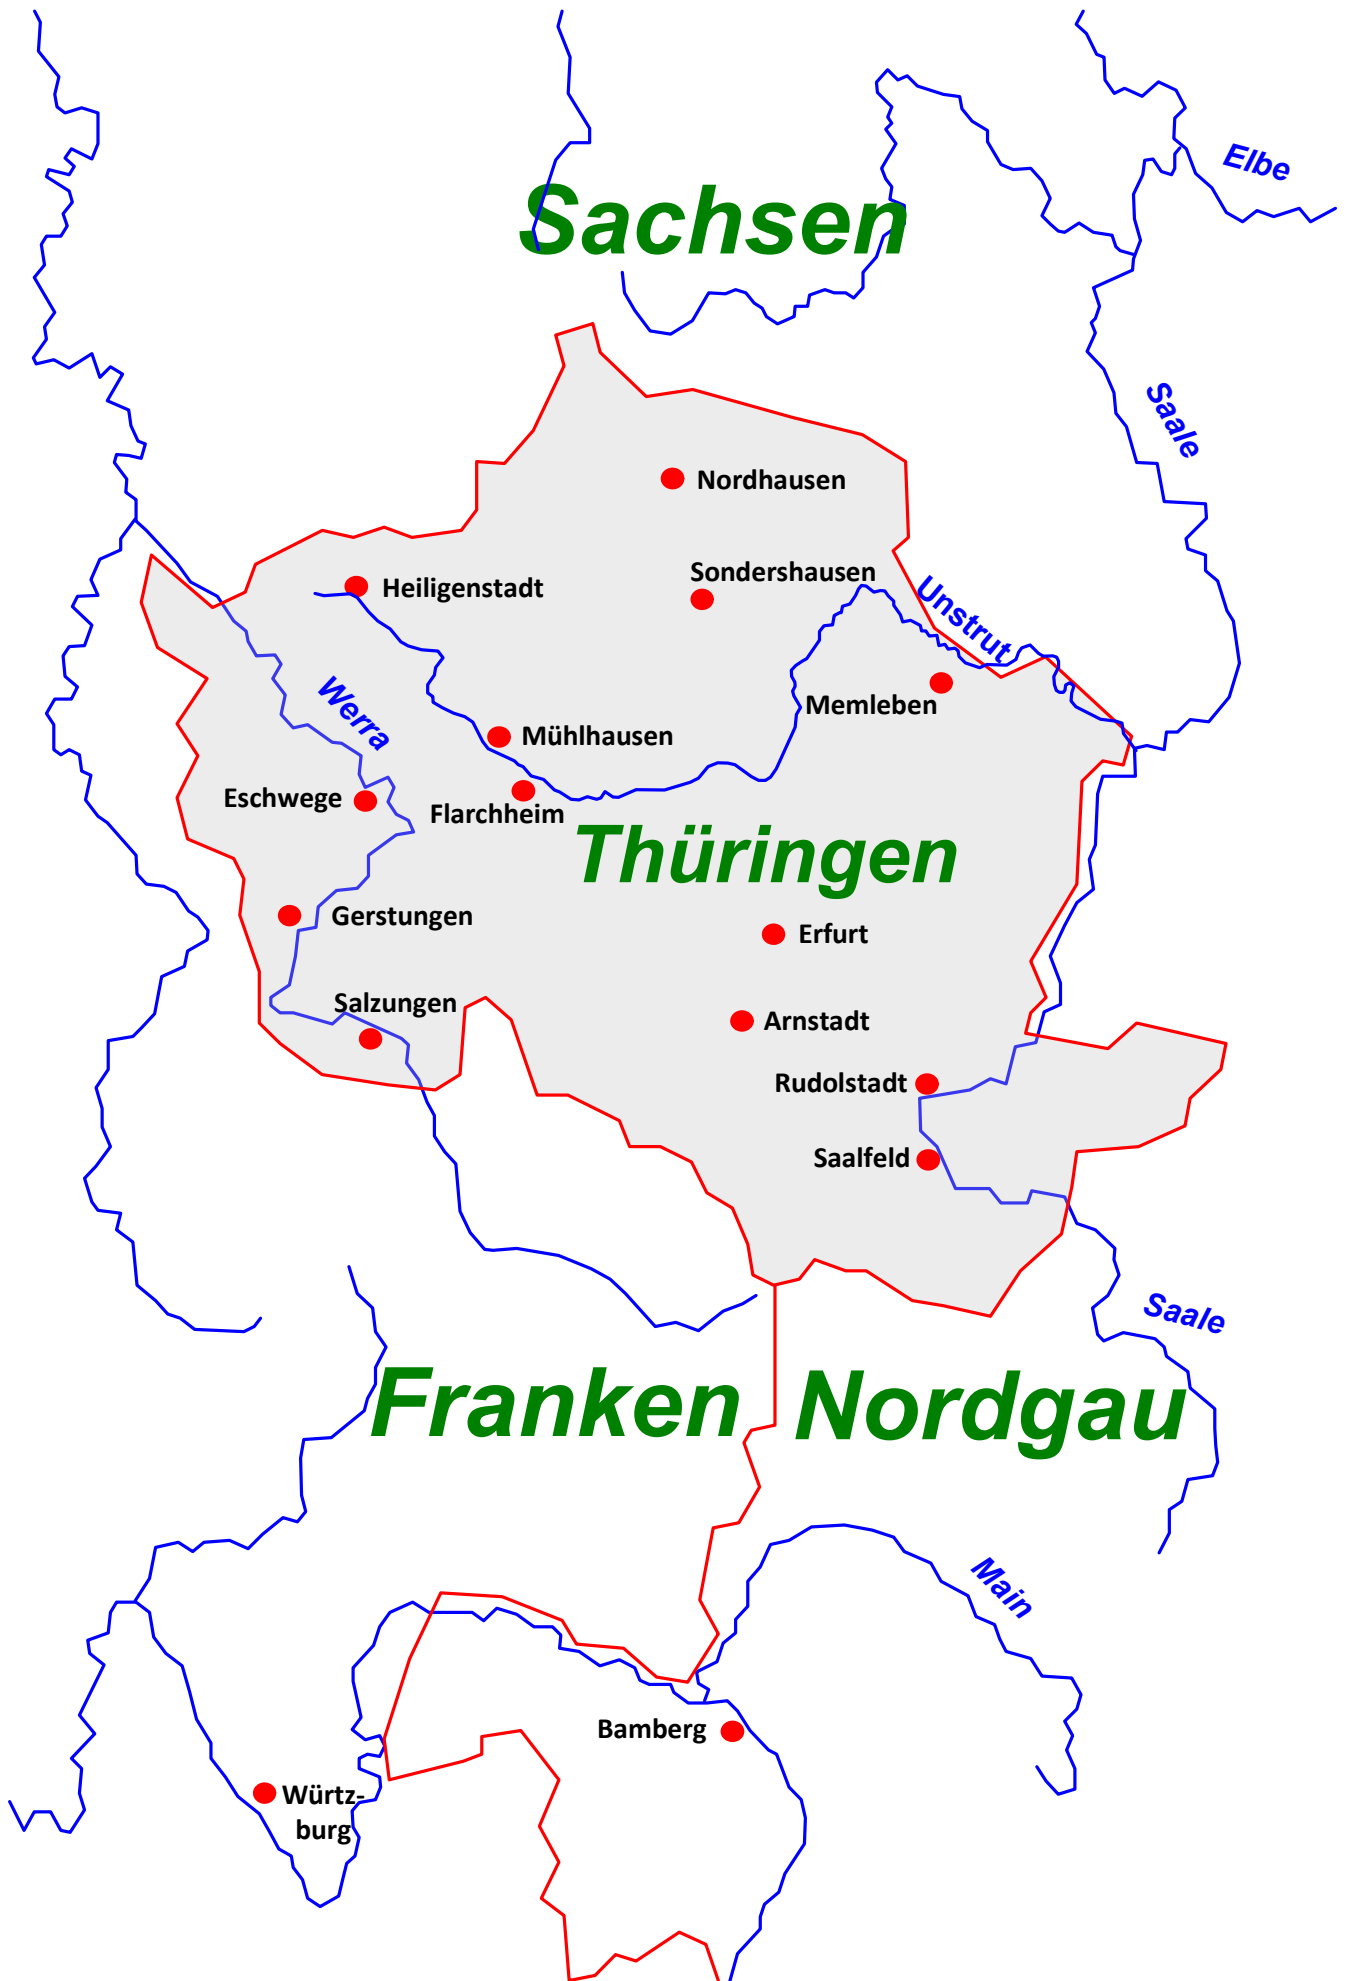 Elbe
Sachsen
Saale
Nordhausen
Sondershausen
Heiligenstadt
Unstrut
Memleben
Werra
Mühlhausen
Eschwege
Flarchheim
Thüringen
Gerstungen
Erfurt
Salzungen
Arnstadt
Rudolstadt
Saalfeld
Saale
Franken
Nordgau
Main
Bamberg
Würtz-
burg